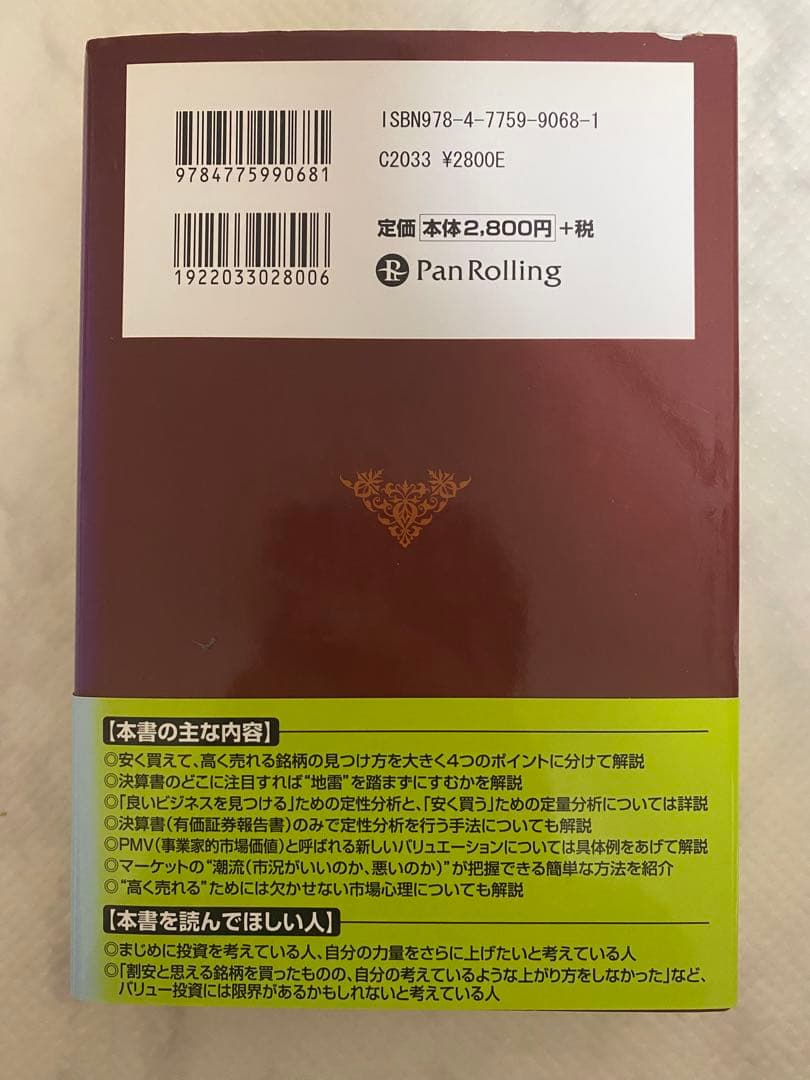 ISBN978-4-7759-9068-1
9784775990681
C2033 ¥2800E
定価 本体2,800円 +税
1922033028006
R Pan Rolling
【本書の主な内容】
◎安く買えて、高く売れる銘柄の見つけ方を大きく4つのポイントに分けて解説
◎決算書のどこに注目すれば“地雷”を踏まずにすむかを解説
◎「良いビジネスを見つける」ための定性分析と、「安く買う」ための定量分析については詳説
◎決算書(有価証券報告書)のみで定性分析を行う手法についても解説
◎PMV(事業家的市場価値)と呼ばれる新しいバリュエーションについては具体例をあげて解説
◎マーケットの“潮流(市況がいいのか、悪いのか)”が把握できる簡単な方法を紹介
◎“高く売れる”ためには欠かせない市場心理についても解説
【本書を読んでほしい人】
◎まじめに投資を考えている人、自分の力量をさらに上げたいと考えている人
◎「割安と思える銘柄を買ったものの、自分の考えているような上がり方をしなかった」など、
バリュー投資には限界があるかもしれないと考えている人